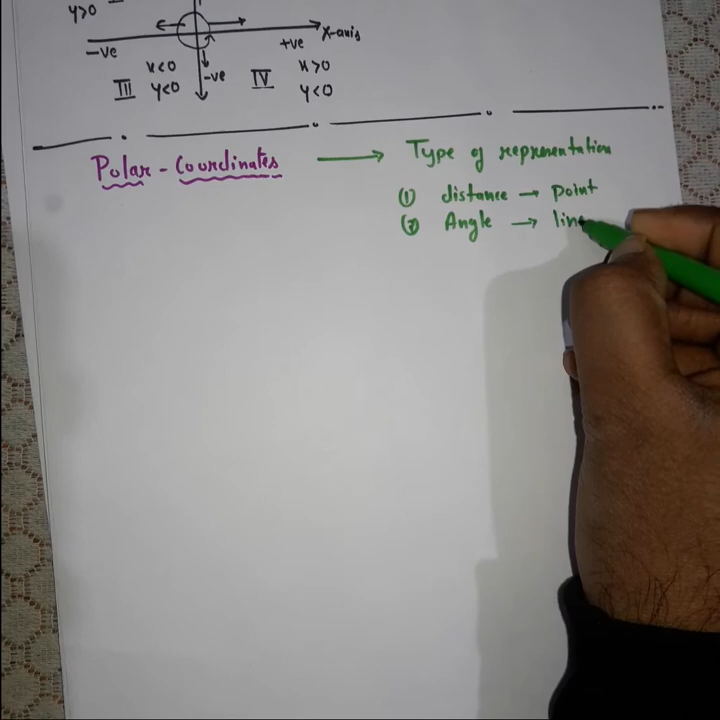 y>0
x-axis
-ve
+ve
x<0
-ve
x>0
III
y<0
IV
y<0
Polar - Coordinates → Type of representation
(1) distance → Point
(2) Angle → line